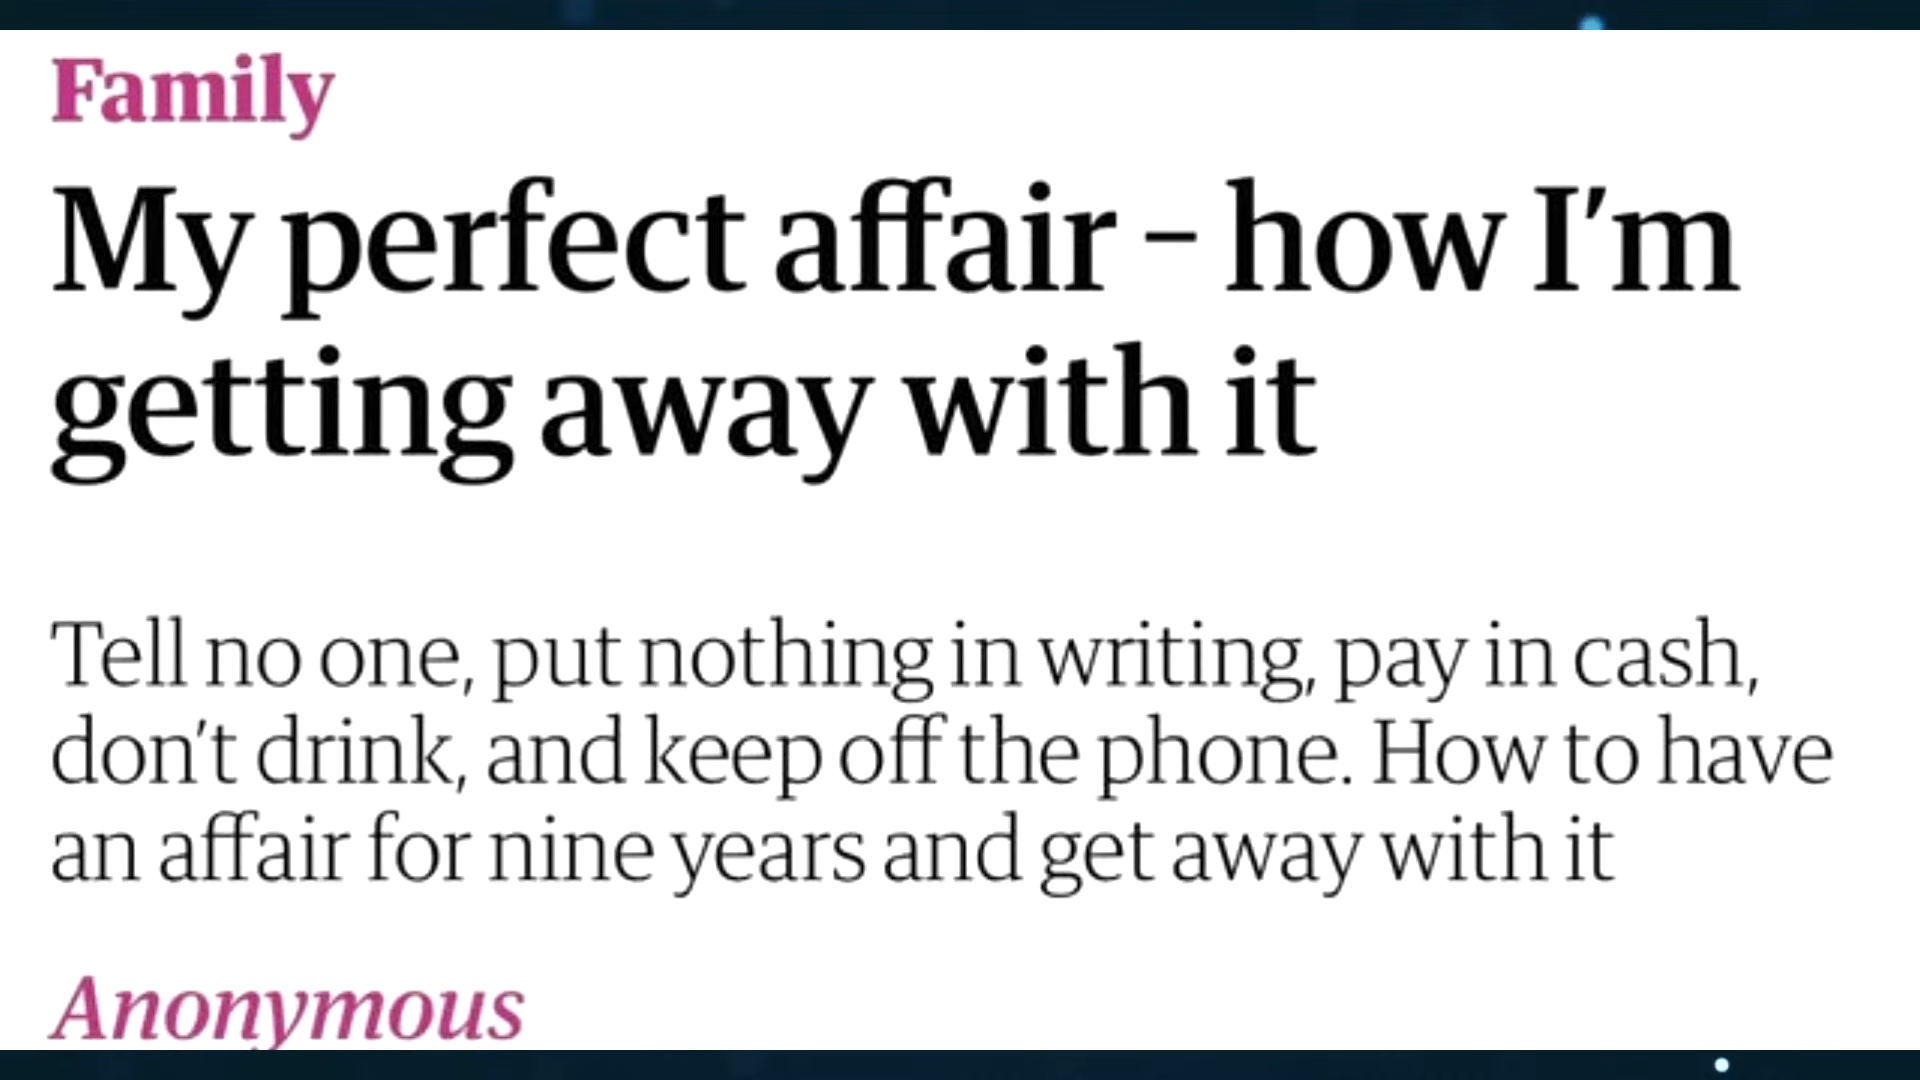 Family
My perfect affair – how I’m
getting away with it
Tell no one, put nothing in writing, pay in cash,
don’t drink, and keep off the phone. How to have
an affair for nine years and get away with it
Anonymous